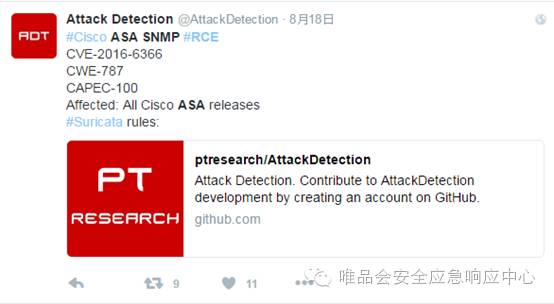 ADT
Attack Detection @AttackDetection · 8月18日
#Cisco ASA SNMP #RCE
CVE-2016-6366
CWE-787
CAPEC-100
Affected: All Cisco ASA releases
#Suricata rules:
PT
RESEARCH
ptresearch/AttackDetection
Attack Detection. Contribute to AttackDetection
development by creating an account on GitHub.
github.com
9
11
唯品会安全应急响应中心